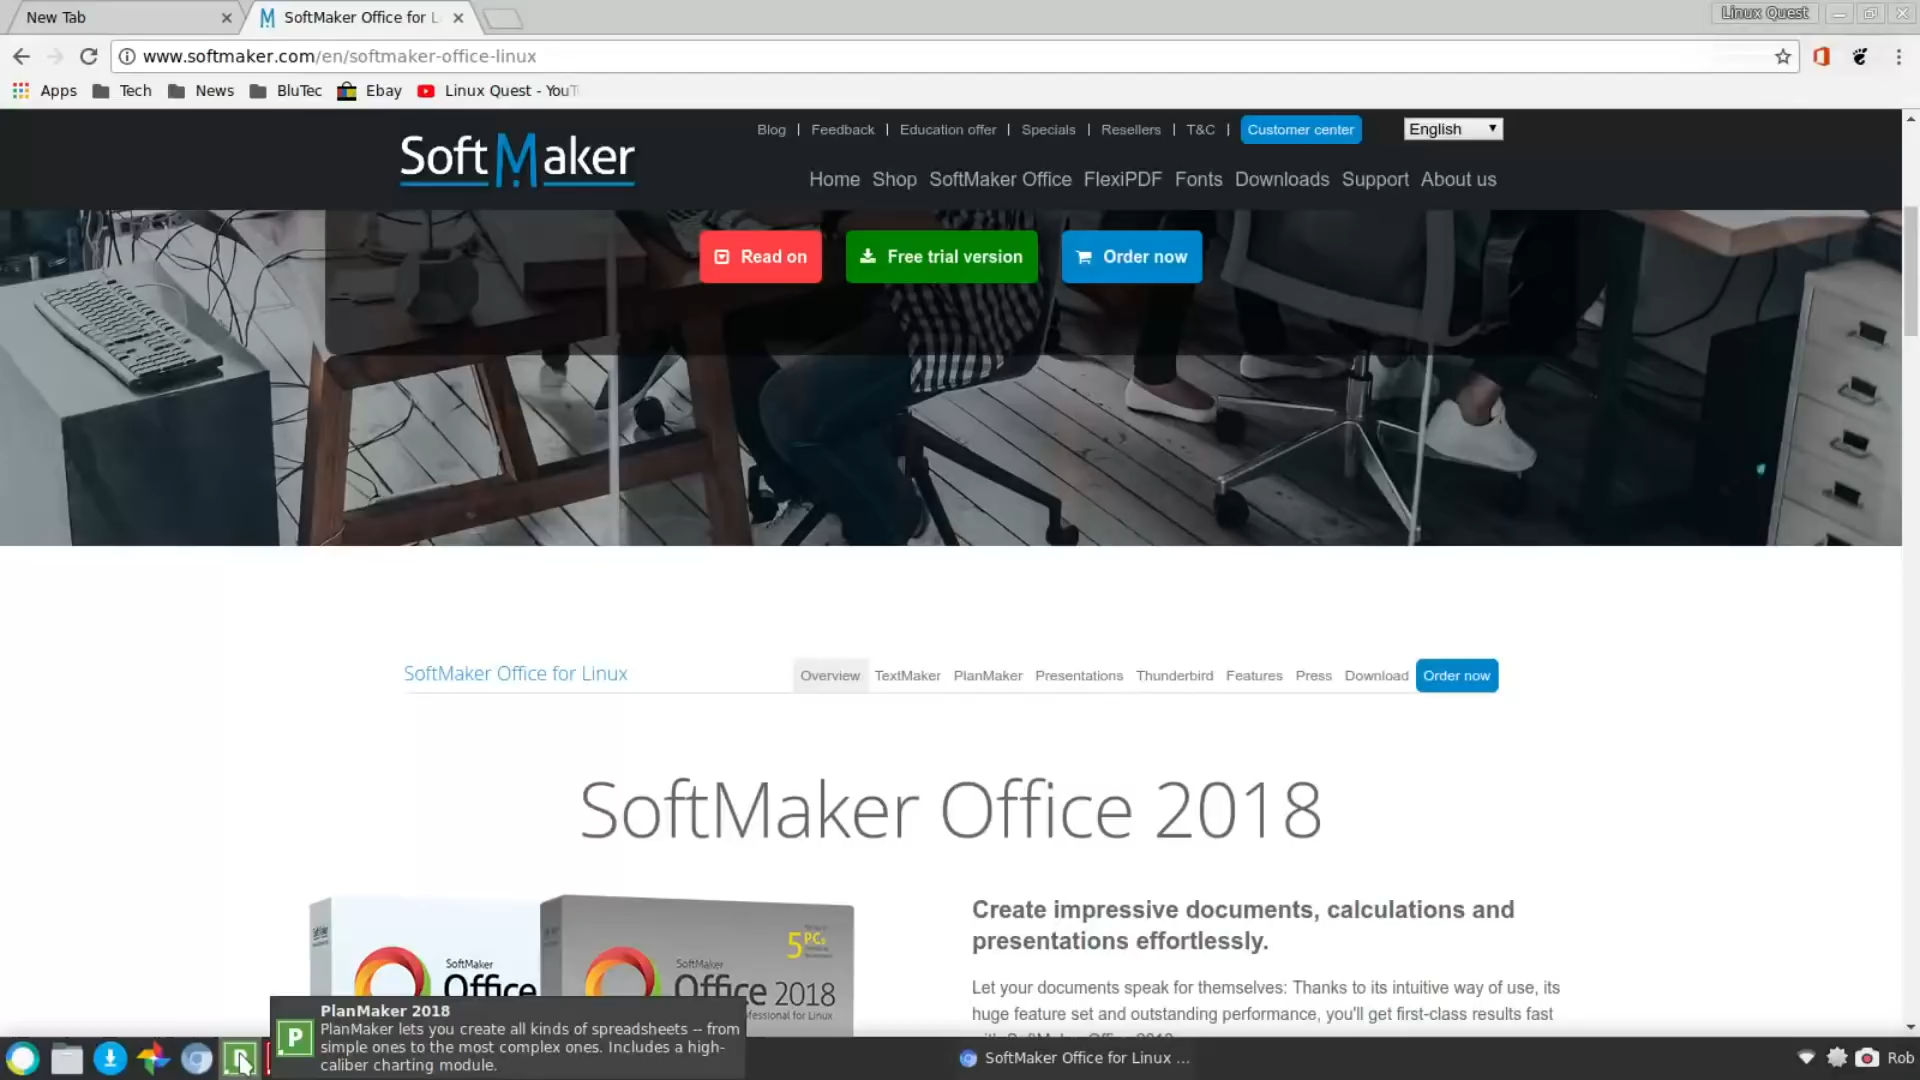 New Tab
SoftMaker Office for L
Linux Quest
www.softmaker.com/en/softmaker-office-linux
Apps
Tech
News
BluTec
Ebay
Linux Quest - YouT
SoftMaker
Blog | Feedback | Education offer | Specials | Resellers | T&C | Customer center
English
Home Shop SoftMaker Office FlexiPDF Fonts Downloads Support About us
Read on
Free trial version
Order now
SoftMaker Office for Linux
Overview TextMaker PlanMaker Presentations Thunderbird Features Press Download Order now
SoftMaker Office 2018
5 PCs
SoftMaker
Office
SoftMaker
Office 2018
fessional for Linux
Create impressive documents, calculations and
presentations effortlessly.
Let your documents speak for themselves: Thanks to its intuitive way of use, its
huge feature set and outstanding performance, you'll get first-class results fast
PlanMaker 2018
P
PlanMaker lets you create all kinds of spreadsheets -- from
simple ones to the most complex ones. Includes a high-
caliber charting module.
SoftMaker Office for Linux ...
Rob